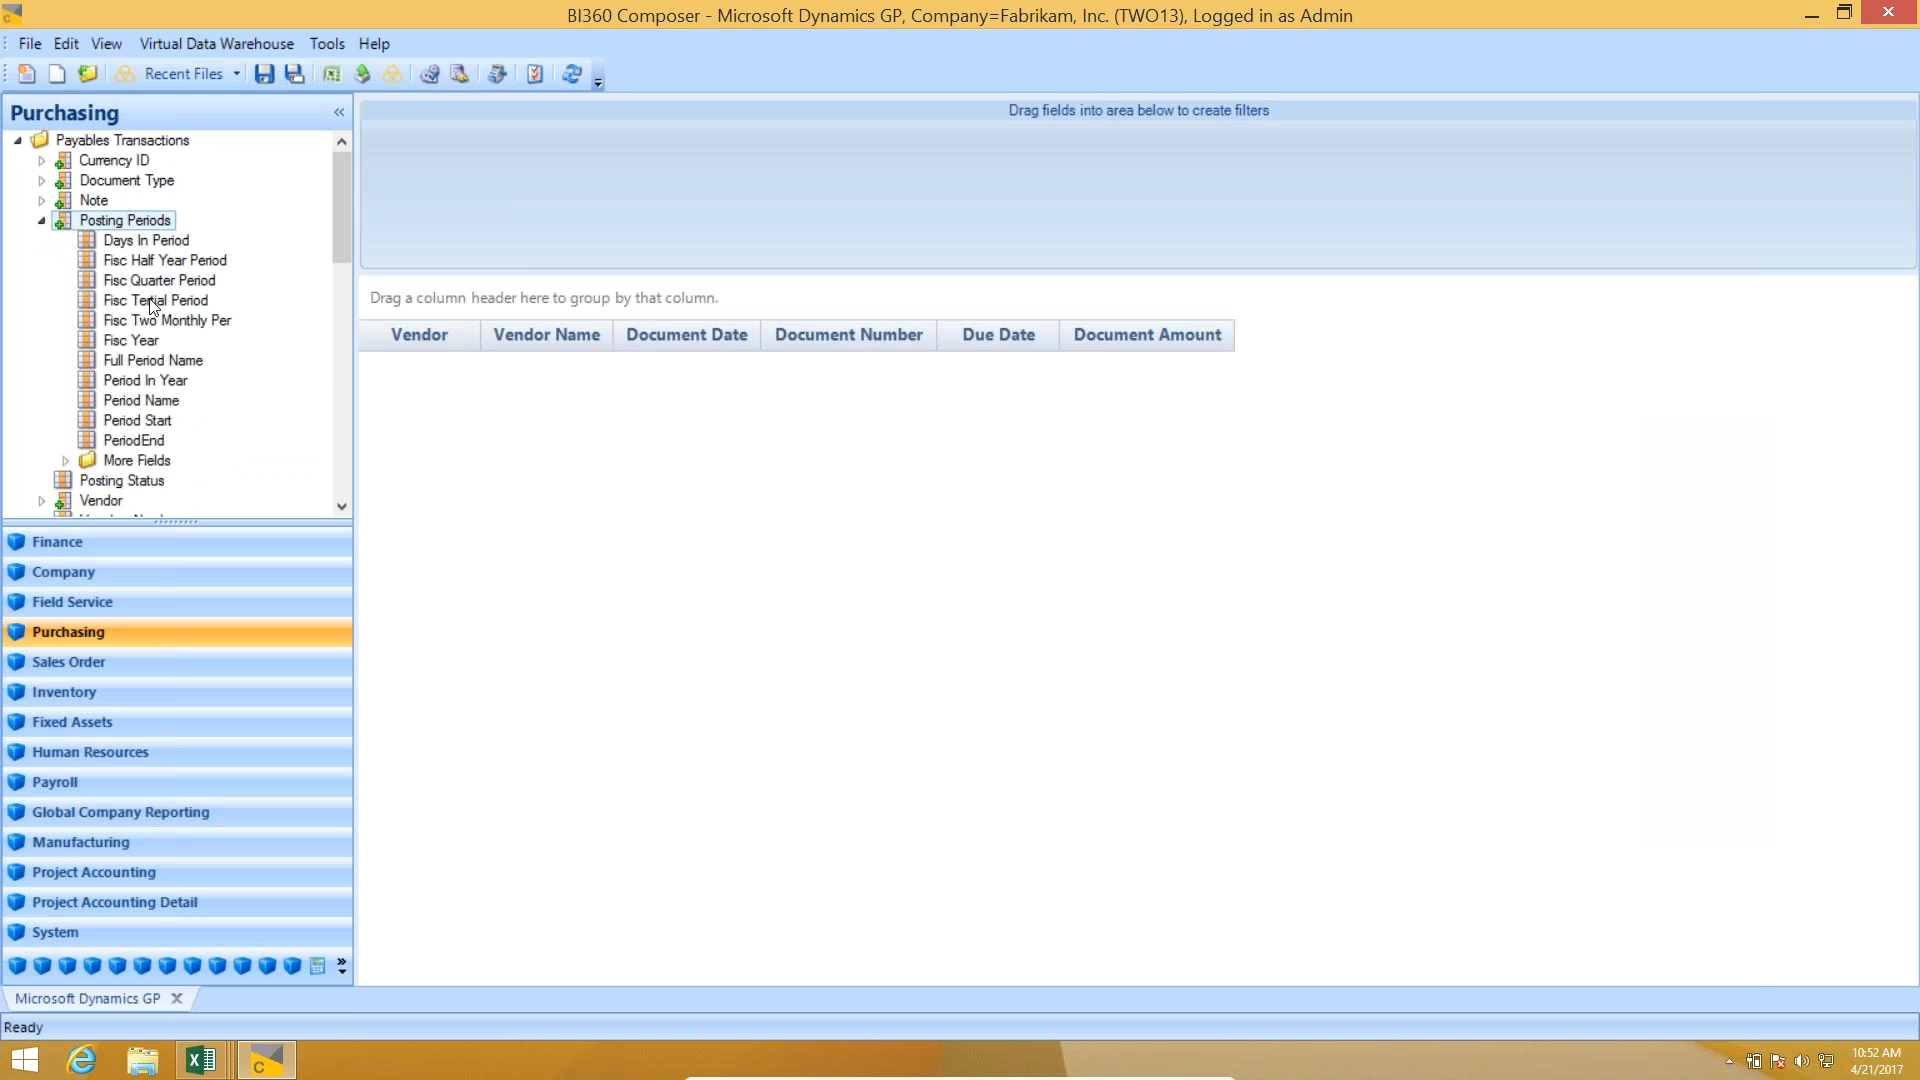 BI360 Composer - Microsoft Dynamics GP, Company=Fabrikam, Inc. (TWO13), Logged in as Admin
File Edit View Virtual Data Warehouse Tools Help
Recent Files
Purchasing
Payables Transactions
Currency ID
Document Type
Note
Posting Periods
Days In Period
Fisc Half Year Period
Fisc Quarter Period
Fisc Tertial Period
Fisc Two Monthly Per
Fisc Year
Full Period Name
Period In Year
Period Name
Period Start
PeriodEnd
More Fields
Posting Status
Vendor
Finance
Company
Field Service
Purchasing
Sales Order
Inventory
Fixed Assets
Human Resources
Payroll
Global Company Reporting
Manufacturing
Project Accounting
Project Accounting Detail
System
Drag fields into area below to create filters
Drag a column header here to group by that column.
Vendor Vendor Name Document Date Document Number Due Date Document Amount
Microsoft Dynamics GP
Ready
10:52 AM
4/21/2017